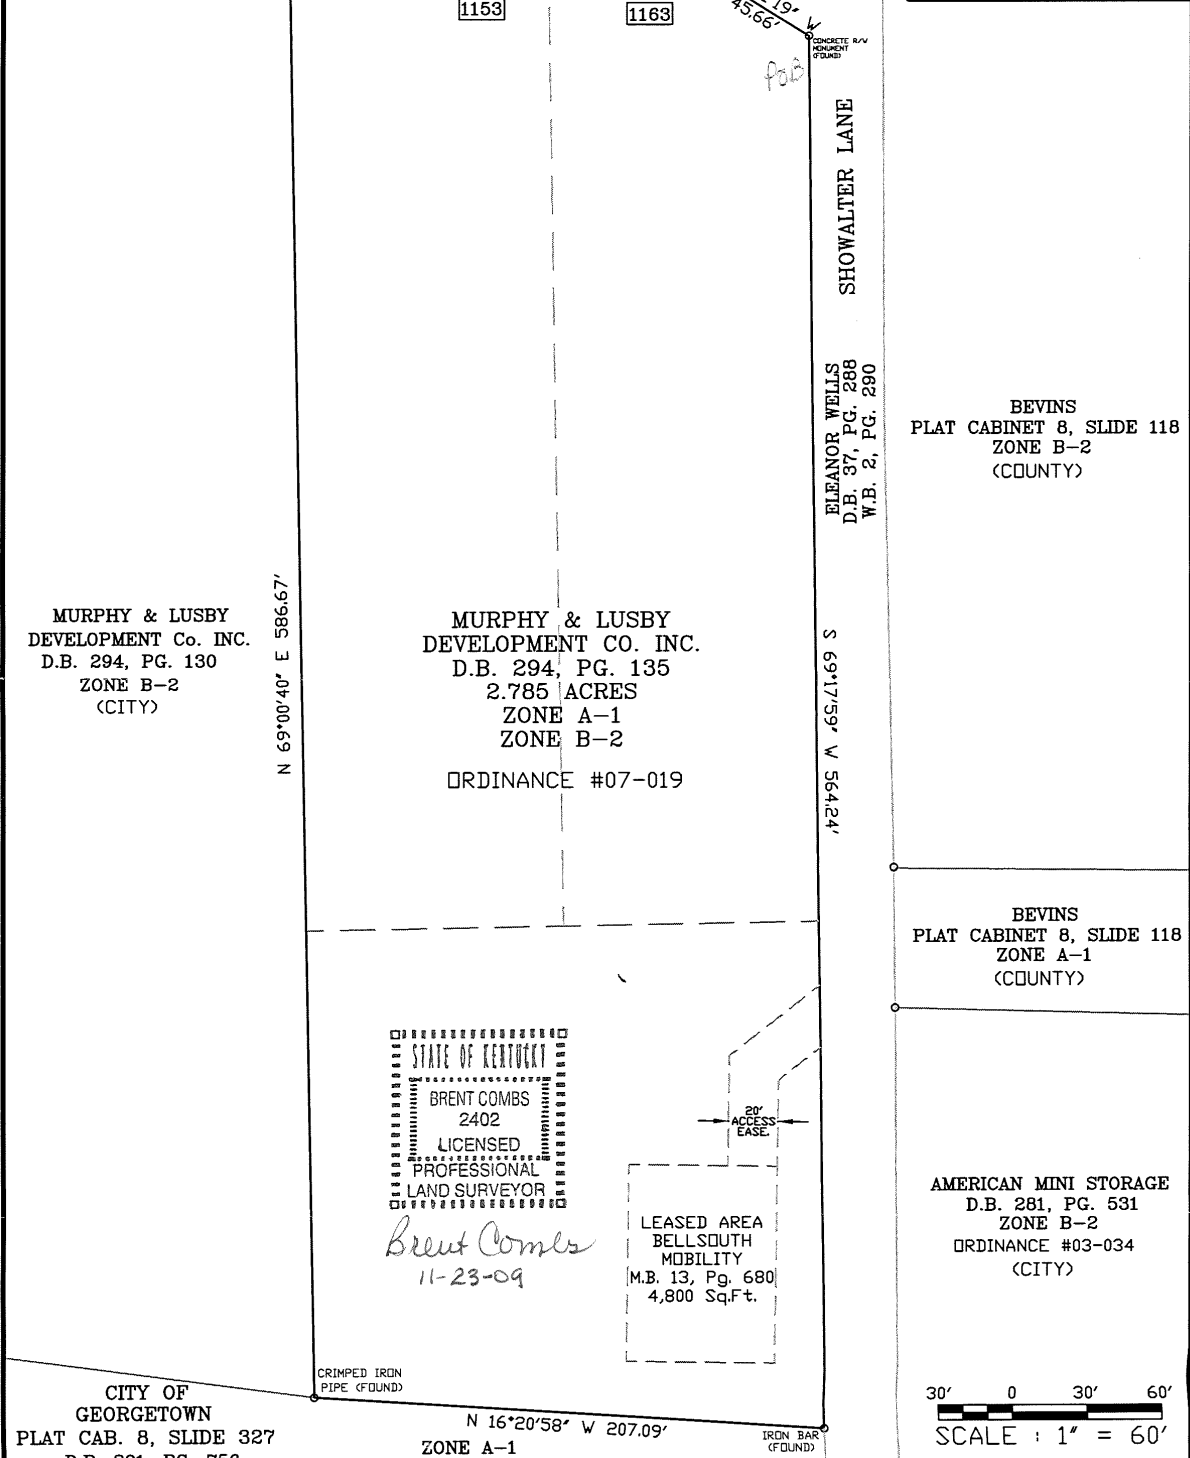 1153
1163
19" W
45.66'
CONCRETE R/W
MONUMENT
(FOUND)
POB
SHOWALTER LANE
ELEANOR WELLS
D.B. 37, PG. 288
W.B. 2, PG. 290
BEVINS
PLAT CABINET 8, SLIDE 118
ZONE B-2
(COUNTY)
N 69°00'40" E 586.67'
MURPHY & LUSBY
DEVELOPMENT Co. INC.
D.B. 294, PG. 130
ZONE B-2
(CITY)
MURPHY & LUSBY
DEVELOPMENT CO. INC.
D.B. 294, PG. 135
2.785 ACRES
ZONE A-1
ZONE B-2
ORDINANCE #07-019
S 69°17'59" W 564.24'
BEVINS
PLAT CABINET 8, SLIDE 118
ZONE A-1
(COUNTY)
STATE OF KENTUCKY
BRENT COMBS
2402
LICENSED
PROFESSIONAL
LAND SURVEYOR
Brent Combs
11-23-09
20'
ACCESS
EASE.
LEASED AREA
BELLSOUTH
MOBILITY
M.B. 13, Pg. 680
4,800 Sq.Ft.
AMERICAN MINI STORAGE
D.B. 281, PG. 531
ZONE B-2
ORDINANCE #03-034
(CITY)
CRIMPED IRON
PIPE (FOUND)
CITY OF
GEORGETOWN
PLAT CAB. 8, SLIDE 327
N 16°20'58" W 207.09'
ZONE A-1
IRON BAR
(FOUND)
30' 0 30' 60'
SCALE : 1" = 60'